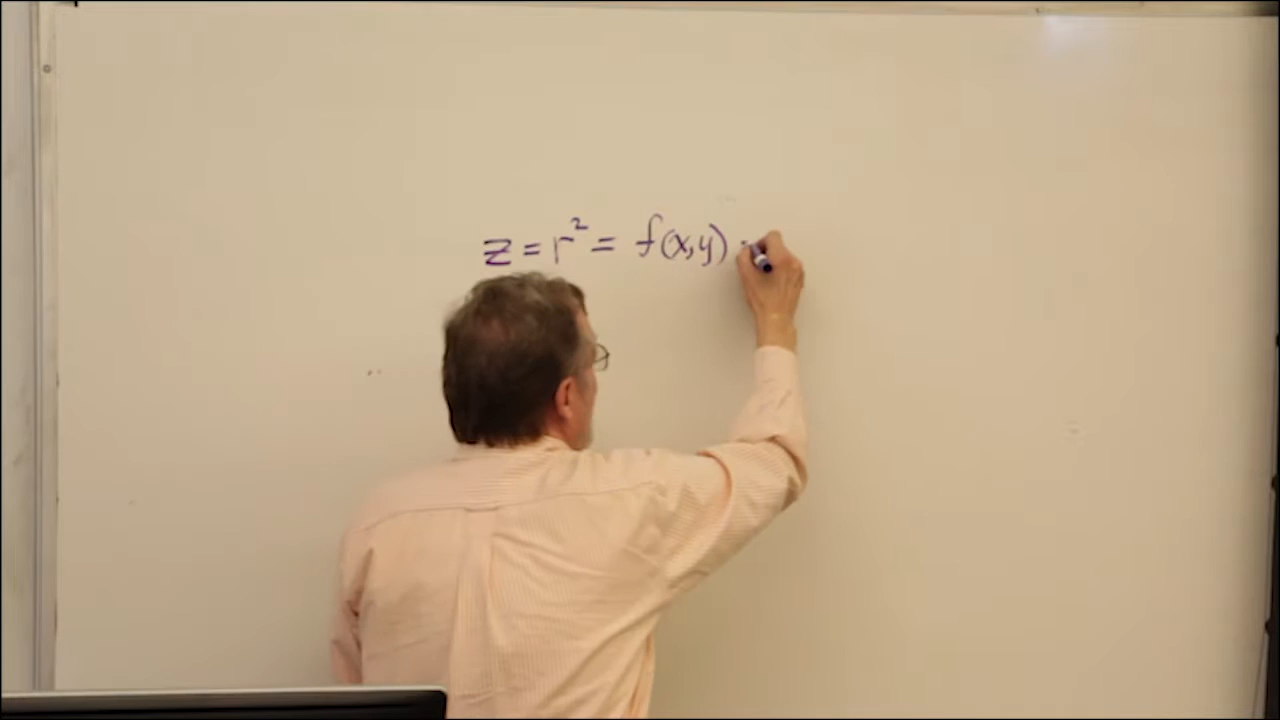 z = r² = f(x,y)